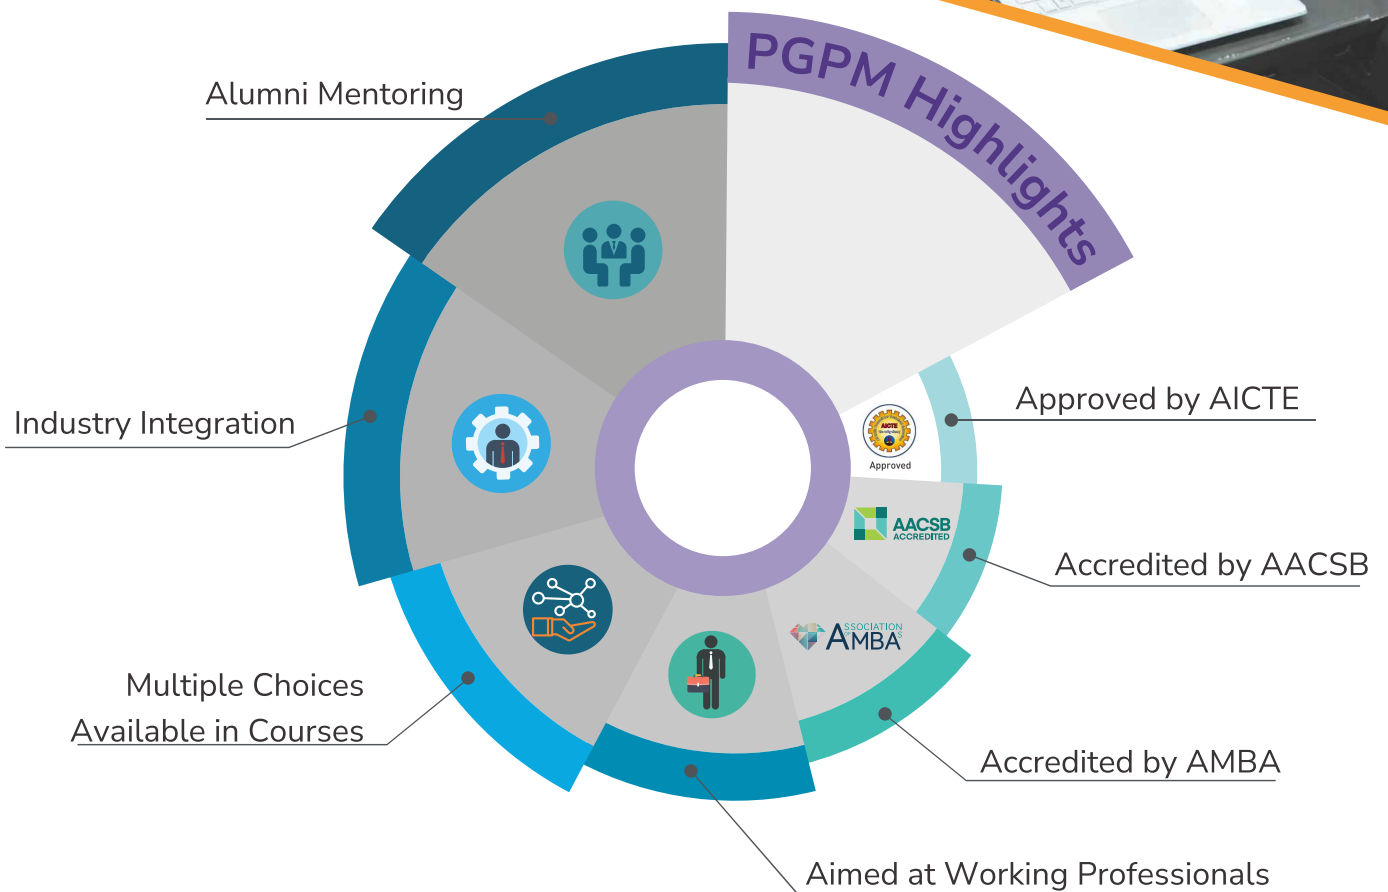 PGPM Highlights
Alumni Mentoring
Industry Integration
Multiple Choices
Available in Courses
Aimed at Working Professionals
Accredited by AMBA
Accredited by AACSB
Approved by AICTE
AICTE
Approved
AACSB
ACCREDITED
ASSOCIATION
AMBA